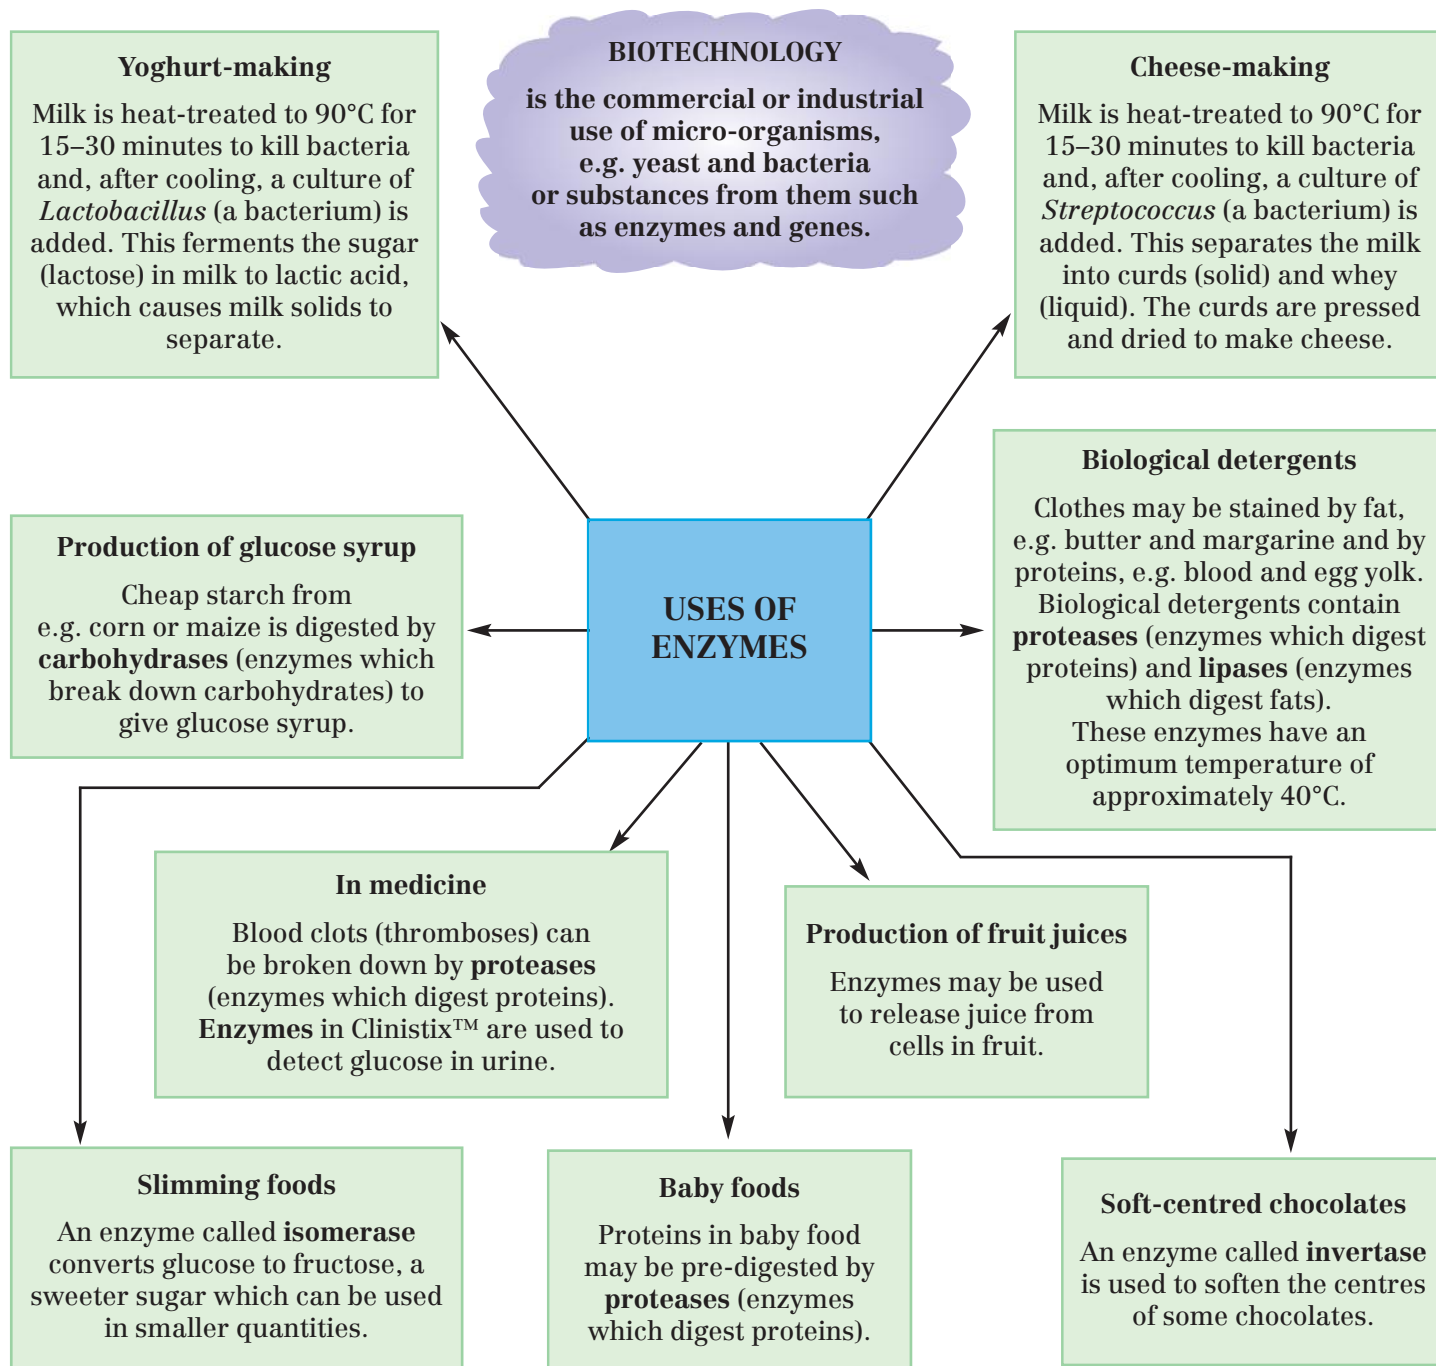 Yoghurt-making
Milk is heat-treated to 90°C for
15–30 minutes to kill bacteria
and, after cooling, a culture of
Lactobacillus (a bacterium) is
added. This ferments the sugar
(lactose) in milk to lactic acid,
which causes milk solids to
separate.
BIOTECHNOLOGY
is the commercial or industrial
use of micro-organisms,
e.g. yeast and bacteria
or substances from them such
as enzymes and genes.
Cheese-making
Milk is heat-treated to 90°C for
15–30 minutes to kill bacteria
and, after cooling, a culture of
Streptococcus (a bacterium) is
added. This separates the milk
into curds (solid) and whey
(liquid). The curds are pressed
and dried to make cheese.
Production of glucose syrup
Cheap starch from
e.g. corn or maize is digested by
carbohydrases (enzymes which
break down carbohydrates) to
give glucose syrup.
USES OF
ENZYMES
Biological detergents
Clothes may be stained by fat,
e.g. butter and margarine and by
proteins, e.g. blood and egg yolk.
Biological detergents contain
proteases (enzymes which digest
proteins) and lipases (enzymes
which digest fats).
These enzymes have an
optimum temperature of
approximately 40°C.
In medicine
Blood clots (thromboses) can
be broken down by proteases
(enzymes which digest proteins).
Enzymes in Clinistix™ are used to
detect glucose in urine.
Production of fruit juices
Enzymes may be used
to release juice from
cells in fruit.
Slimming foods
An enzyme called isomerase
converts glucose to fructose, a
sweeter sugar which can be used
in smaller quantities.
Baby foods
Proteins in baby food
may be pre-digested by
proteases (enzymes
which digest proteins).
Soft-centred chocolates
An enzyme called invertase
is used to soften the centres
of some chocolates.